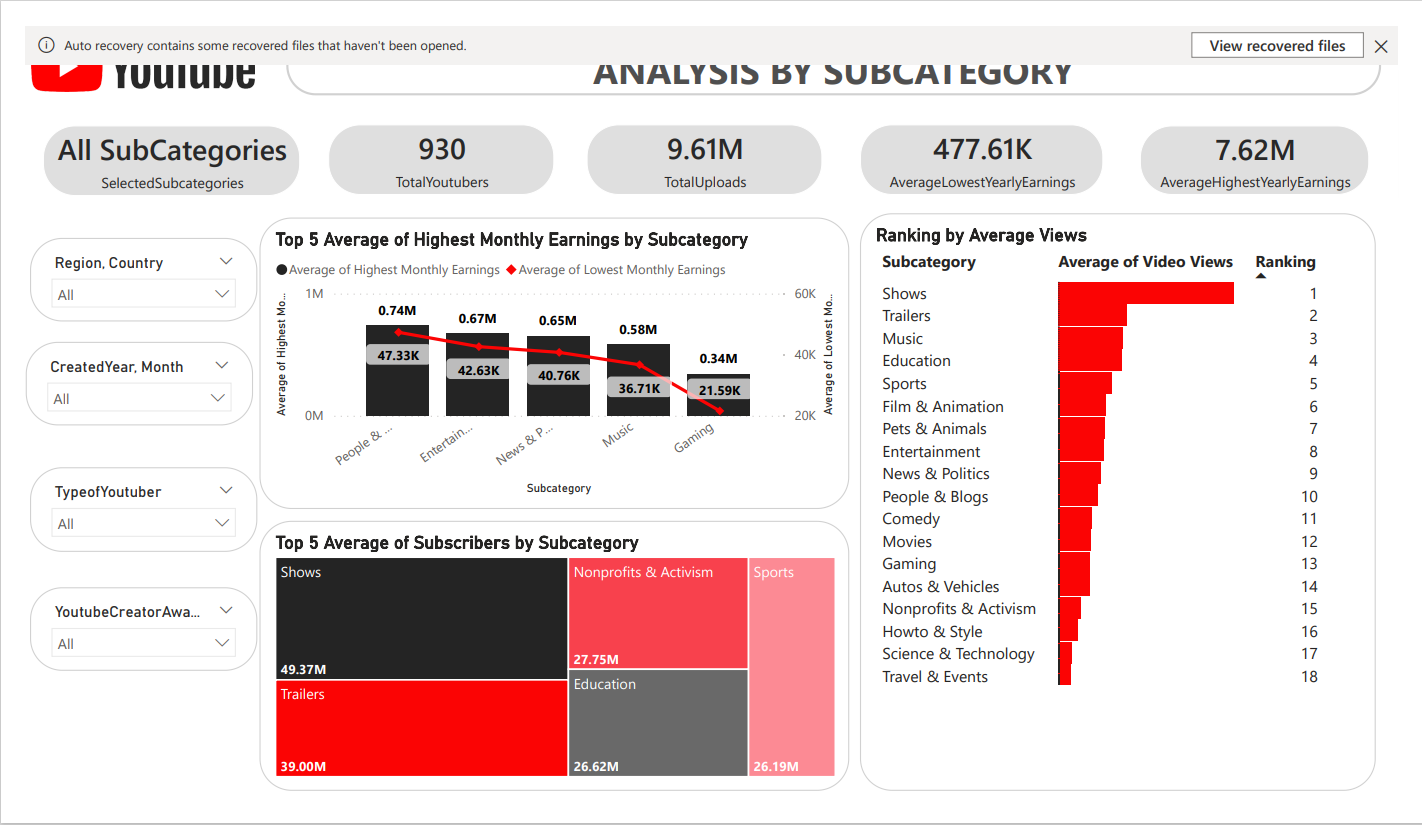 Auto recovery contains some recovered files that haven't been opened.
View recovered files
YouTube
ANALYSIS BY SUBCATEGORY
All SubCategories
SelectedSubcategories
930
TotalYoutubers
9.61M
TotalUploads
477.61K
AverageLowestYearlyEarnings
7.62M
AverageHighestYearlyEarnings
Region, Country
All
CreatedYear, Month
All
TypeofYoutuber
All
YoutubeCreatorAwa...
All
Top 5 Average of Highest Monthly Earnings by Subcategory
Average of Highest Monthly Earnings
Average of Lowest Monthly Earnings
Average of Highest Mo...
1M
0M
0.74M
0.67M
0.65M
0.58M
0.34M
47.33K
42.63K
40.76K
36.71K
21.59K
60K
40K
20K
Average of Lowest Mo...
People & ...
Entertain...
News & P...
Music
Gaming
Subcategory
Top 5 Average of Subscribers by Subcategory
Shows
49.37M
Trailers
39.00M
Nonprofits & Activism
27.75M
Education
26.62M
Sports
26.19M
Ranking by Average Views
Subcategory Average of Video Views Ranking
Shows 1
Trailers 2
Music 3
Education 4
Sports 5
Film & Animation 6
Pets & Animals 7
Entertainment 8
News & Politics 9
People & Blogs 10
Comedy 11
Movies 12
Gaming 13
Autos & Vehicles 14
Nonprofits & Activism 15
Howto & Style 16
Science & Technology 17
Travel & Events 18